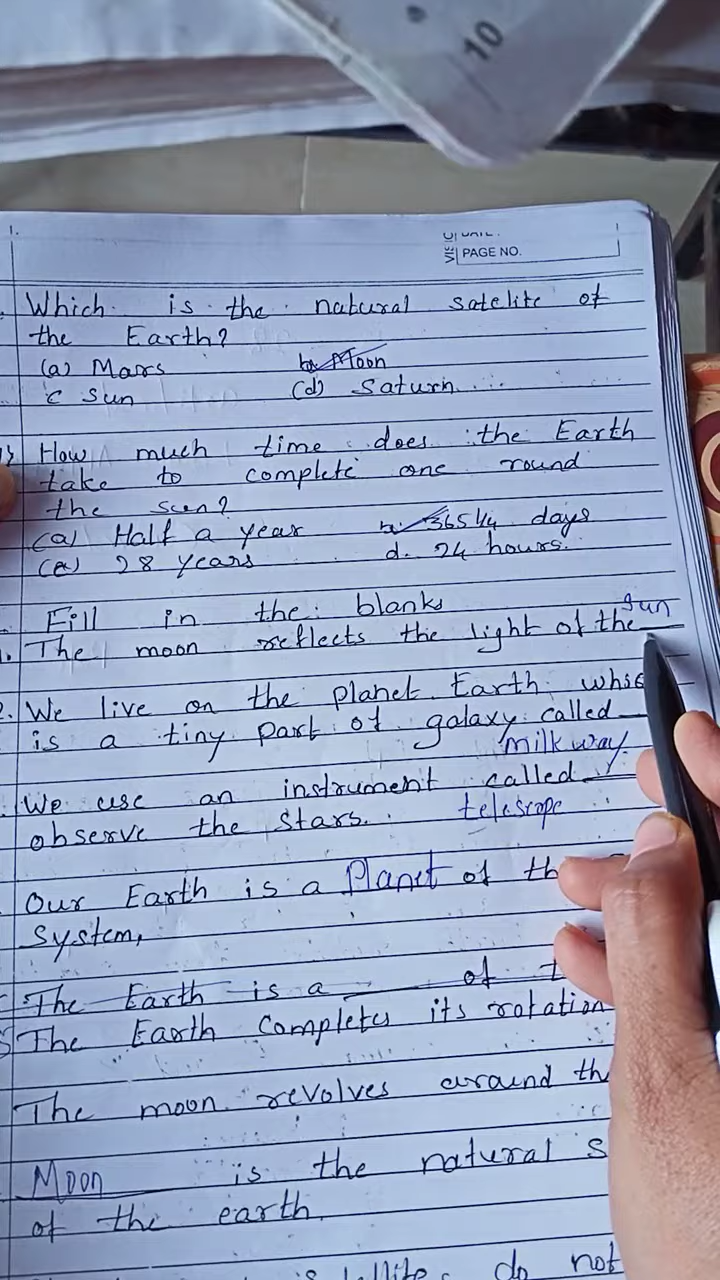 10
PAGE NO.
Which is the natural satelite of
the Earth?
(a) Mars b. Moon
c Sun (d) Saturn
How much time does the Earth
take to complete one round
the sun?
(a) Half a year b. 365 1/4 days
(c) 28 years d. 24 hours.
Fill in the blanks
sun
1. The moon reflects the light of the
2. We live on the planet Earth
is a tiny part of galaxy called
milkway
We use an instrument called
observe the stars. telescope
Our Earth is a Planet of
System,
The Earth is a of
The Earth completes its rotation
The moon revolves around
Moon is the natural
of the earth
do not